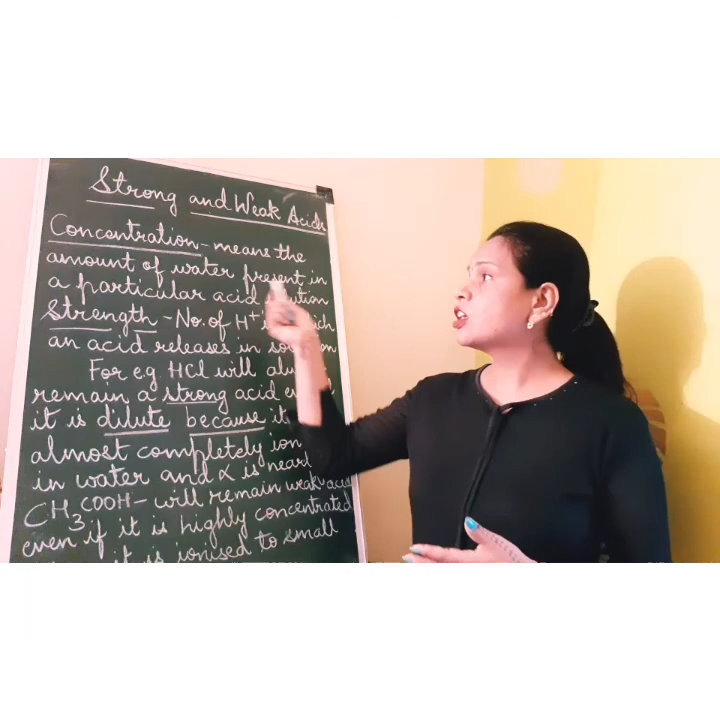 Strong and Weak Acids
Concentration - means the
amount of water present in
a particular acid
Strength - No. of H+
an acid releases in
For e.g HCl will
remain a strong acid
it is dilute because
almost completely
in water and α is
CH3COOH - will remain weak acid
even if it is highly concentrated
it is ionised to small